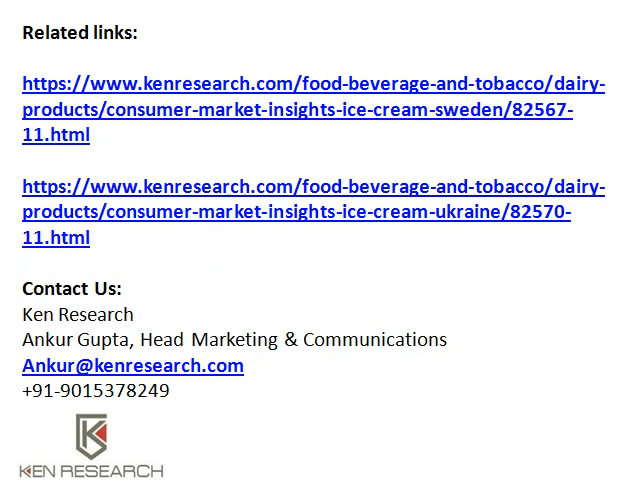 Related links:
https://www.kenresearch.com/food-beverage-and-tobacco/dairy-
products/consumer-market-insights-ice-cream-sweden/82567-
11.html
https://www.kenresearch.com/food-beverage-and-tobacco/dairy-
products/consumer-market-insights-ice-cream-ukraine/82570-
11.html
Contact Us:
Ken Research
Ankur Gupta, Head Marketing & Communications
Ankur@kenresearch.com
+91-9015378249
KEN RESEARCH